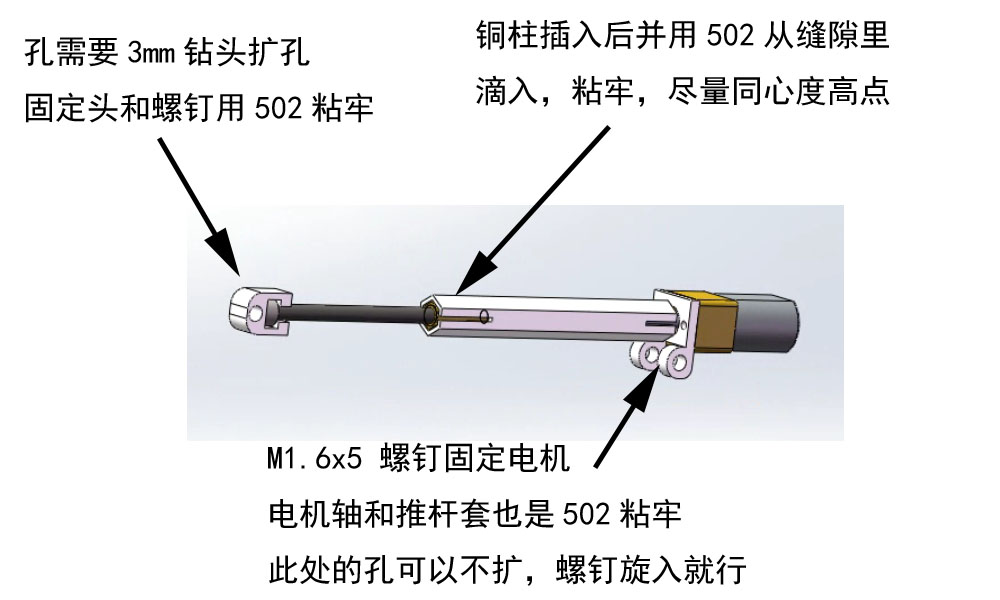 孔需要 3mm 钻头扩孔
固定头和螺钉用 502 粘牢
铜柱插入后并用 502 从缝隙里
滴入，粘牢，尽量同心度高点
M1.6x5 螺钉固定电机
电机轴和推杆套也是 502 粘牢
此处的孔可以不扩，螺钉旋入就行